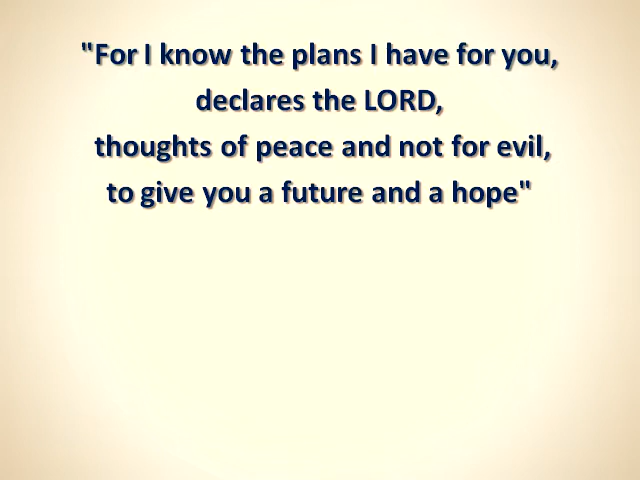 "For I know the plans I have for you,
declares the LORD,
thoughts of peace and not for evil,
to give you a future and a hope"